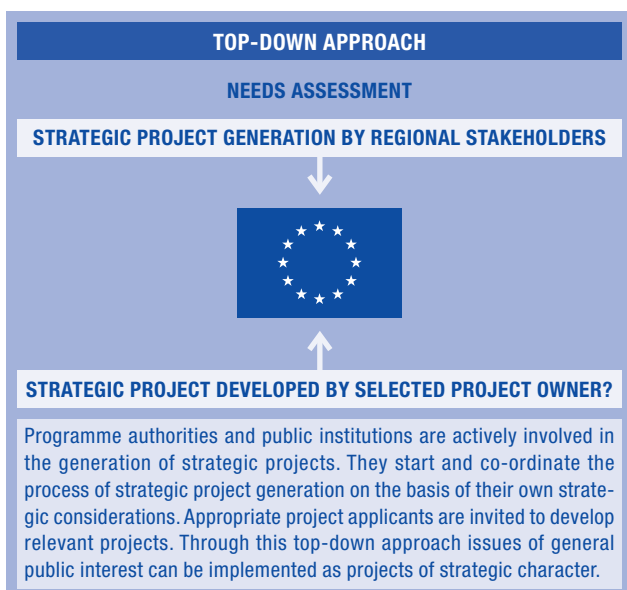 TOP-DOWN APPROACH
NEEDS ASSESSMENT
STRATEGIC PROJECT GENERATION BY REGIONAL STAKEHOLDERS
STRATEGIC PROJECT DEVELOPED BY SELECTED PROJECT OWNER?
Programme authorities and public institutions are actively involved in
the generation of strategic projects. They start and co-ordinate the
process of strategic project generation on the basis of their own strate-
gic considerations. Appropriate project applicants are invited to develop
relevant projects. Through this top-down approach issues of general
public interest can be implemented as projects of strategic character.